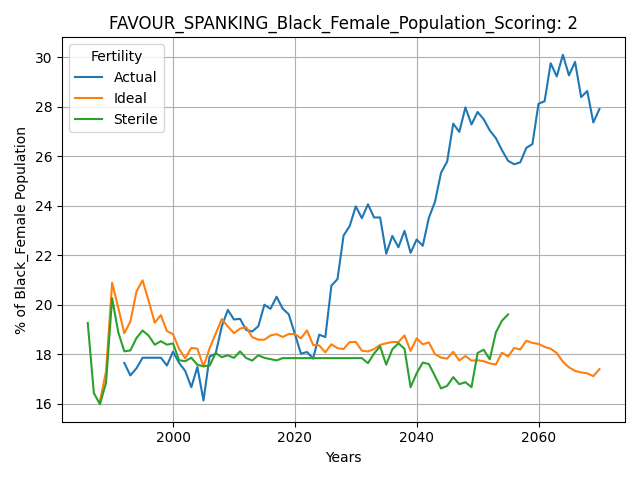 FAVOUR_SPANKING_Black_Female_Population_Scoring: 2
Fertility
Actual
Ideal
Sterile
% of Black_Female Population
30
28
26
24
22
20
18
16
2000
2020
2040
2060
Years